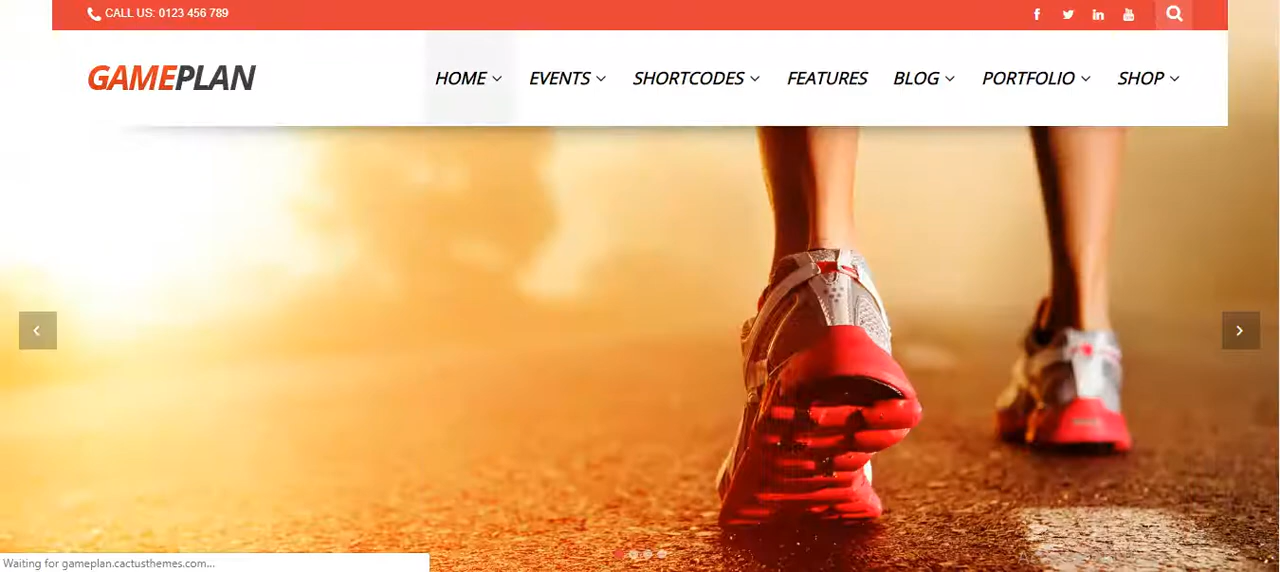 CALL US: 0123 456 789
GAMEPLAN
HOME EVENTS SHORTCODES FEATURES BLOG PORTFOLIO SHOP
Waiting for gameplan.cactusthemes.com...